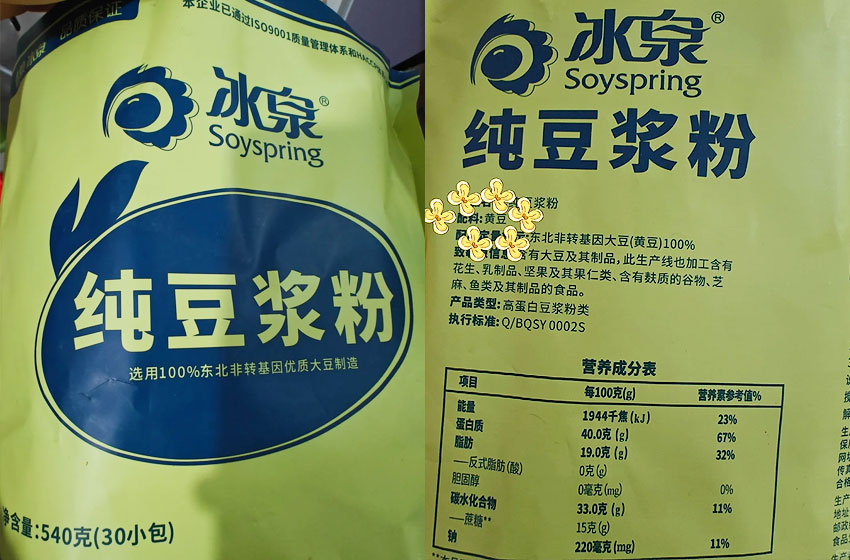 品质保证
本企业已通过ISO9001质量管理体系和HACCP
冰泉®
Soyspring
纯豆浆粉
选用100%东北非转基因优质大豆制造
净含量:540克(30小包)
冰泉®
Soyspring
纯豆浆粉
豆浆粉
配料:黄豆
东北非转基因大豆(黄豆)100%
含有大豆及其制品,此生产线也加工含有
花生、乳制品、坚果及其果仁类、含有麸质的谷物、芝
麻、鱼类及其制品的食品。
产品类型:高蛋白豆浆粉类
执行标准:Q/BQSY 0002S
营养成分表
项目 每100克(g) 营养素参考值%
能量 1944千焦(kJ) 23%
蛋白质 40.0克(g) 67%
脂肪 19.0克(g) 32%
——反式脂肪(酸) 0克(g)
胆固醇 0毫克(mg) 0%
碳水化合物 33.0克(g) 11%
——蔗糖** 15克(g)
钠 220毫克(mg) 11%